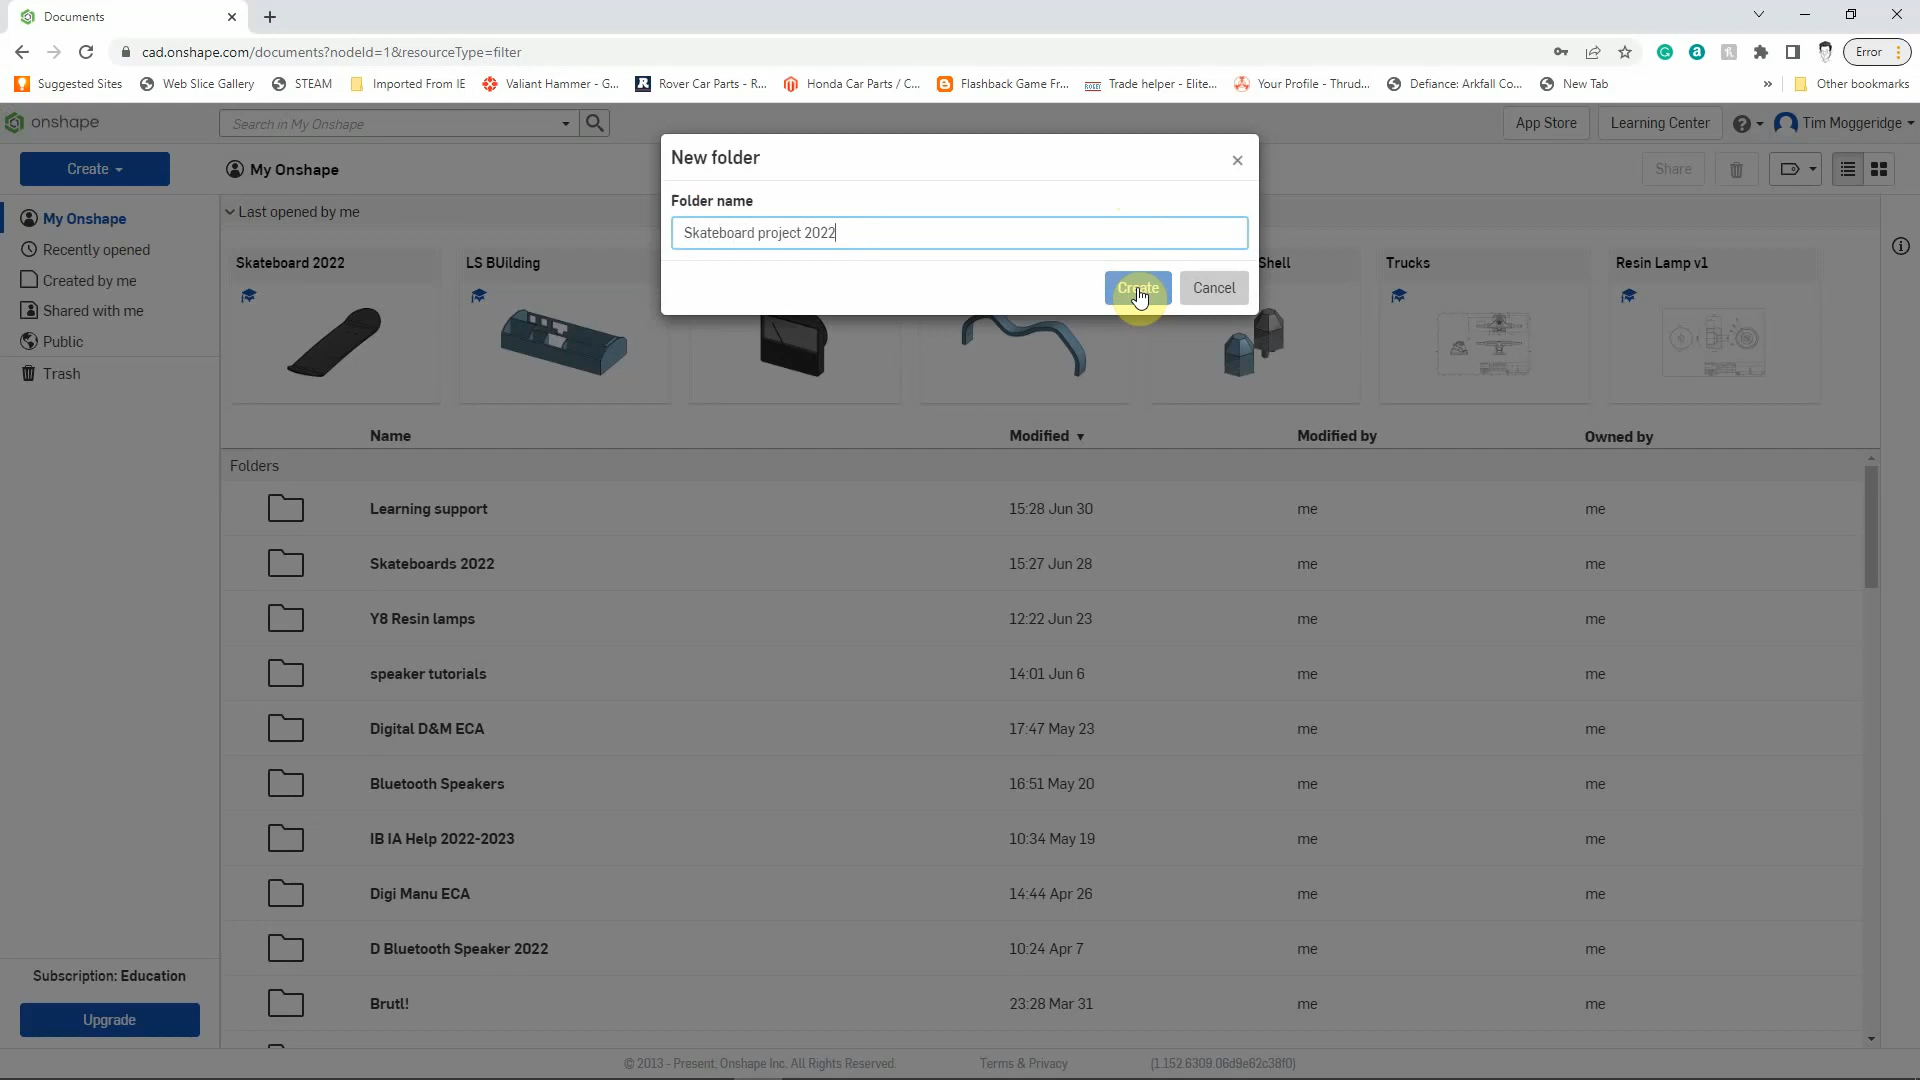 Documents
cad.onshape.com/documents?nodeId=1&resourceType=filter
Error
Suggested Sites
Web Slice Gallery
STEAM
Imported From IE
Valiant Hammer - G...
Rover Car Parts - R...
Honda Car Parts / C...
Flashback Game Fr...
Trade helper - Elite...
Your Profile - Thrud...
Defiance: Arkfall Co...
New Tab
»
Other bookmarks
onshape
Search in My Onshape
App Store
Learning Center
Tim Moggeridge
Create
My Onshape
Share
New folder
Folder name
Skateboard project 2022
Create
Cancel
My Onshape
Recently opened
Created by me
Shared with me
Public
Trash
Last opened by me
Skateboard 2022
LS BUilding
Shell
Trucks
Resin Lamp v1
Name
Modified
Modified by
Owned by
Folders
Learning support 15:28 Jun 30 me me
Skateboards 2022 15:27 Jun 28 me me
Y8 Resin lamps 12:22 Jun 23 me me
speaker tutorials 14:01 Jun 6 me me
Digital D&M ECA 17:47 May 23 me me
Bluetooth Speakers 16:51 May 20 me me
IB IA Help 2022-2023 10:34 May 19 me me
Digi Manu ECA 14:44 Apr 26 me me
D Bluetooth Speaker 2022 10:24 Apr 7 me me
Brutl! 23:28 Mar 31 me me
Subscription: Education
Upgrade
© 2013 - Present, Onshape Inc. All Rights Reserved.
Terms & Privacy
(1.152.6309.06d9e62c38f0)